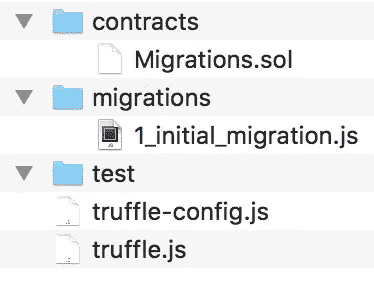 contracts
Migrations.sol
migrations
1_initial_migration.js
test
truffle-config.js
truffle.js